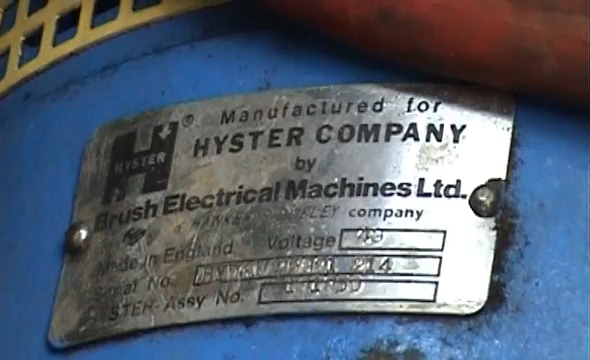 ® Manufactured for
HYSTER
HYSTER COMPANY
by
Brush Electrical Machines Ltd.
company
Made in England Voltage
Serial No. 214
HYSTER Assy No.